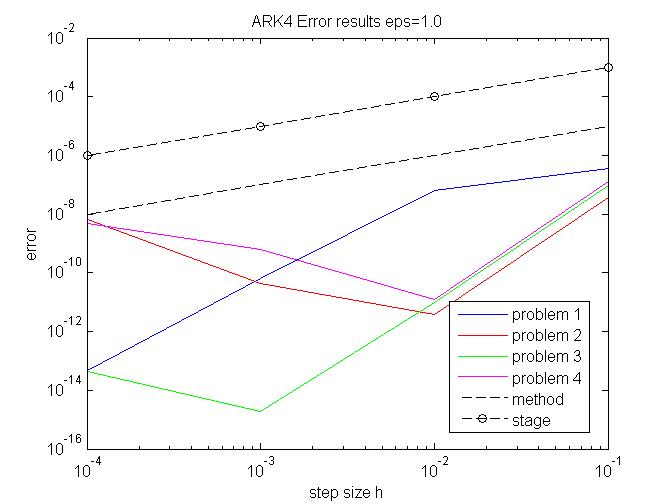 ARK4 Error results eps=1.0
10^-2
10^-4
10^-6
10^-8
10^-10
10^-12
10^-14
10^-16
error
problem 1
problem 2
problem 3
problem 4
method
stage
10^-4 10^-3 10^-2 10^-1
step size h